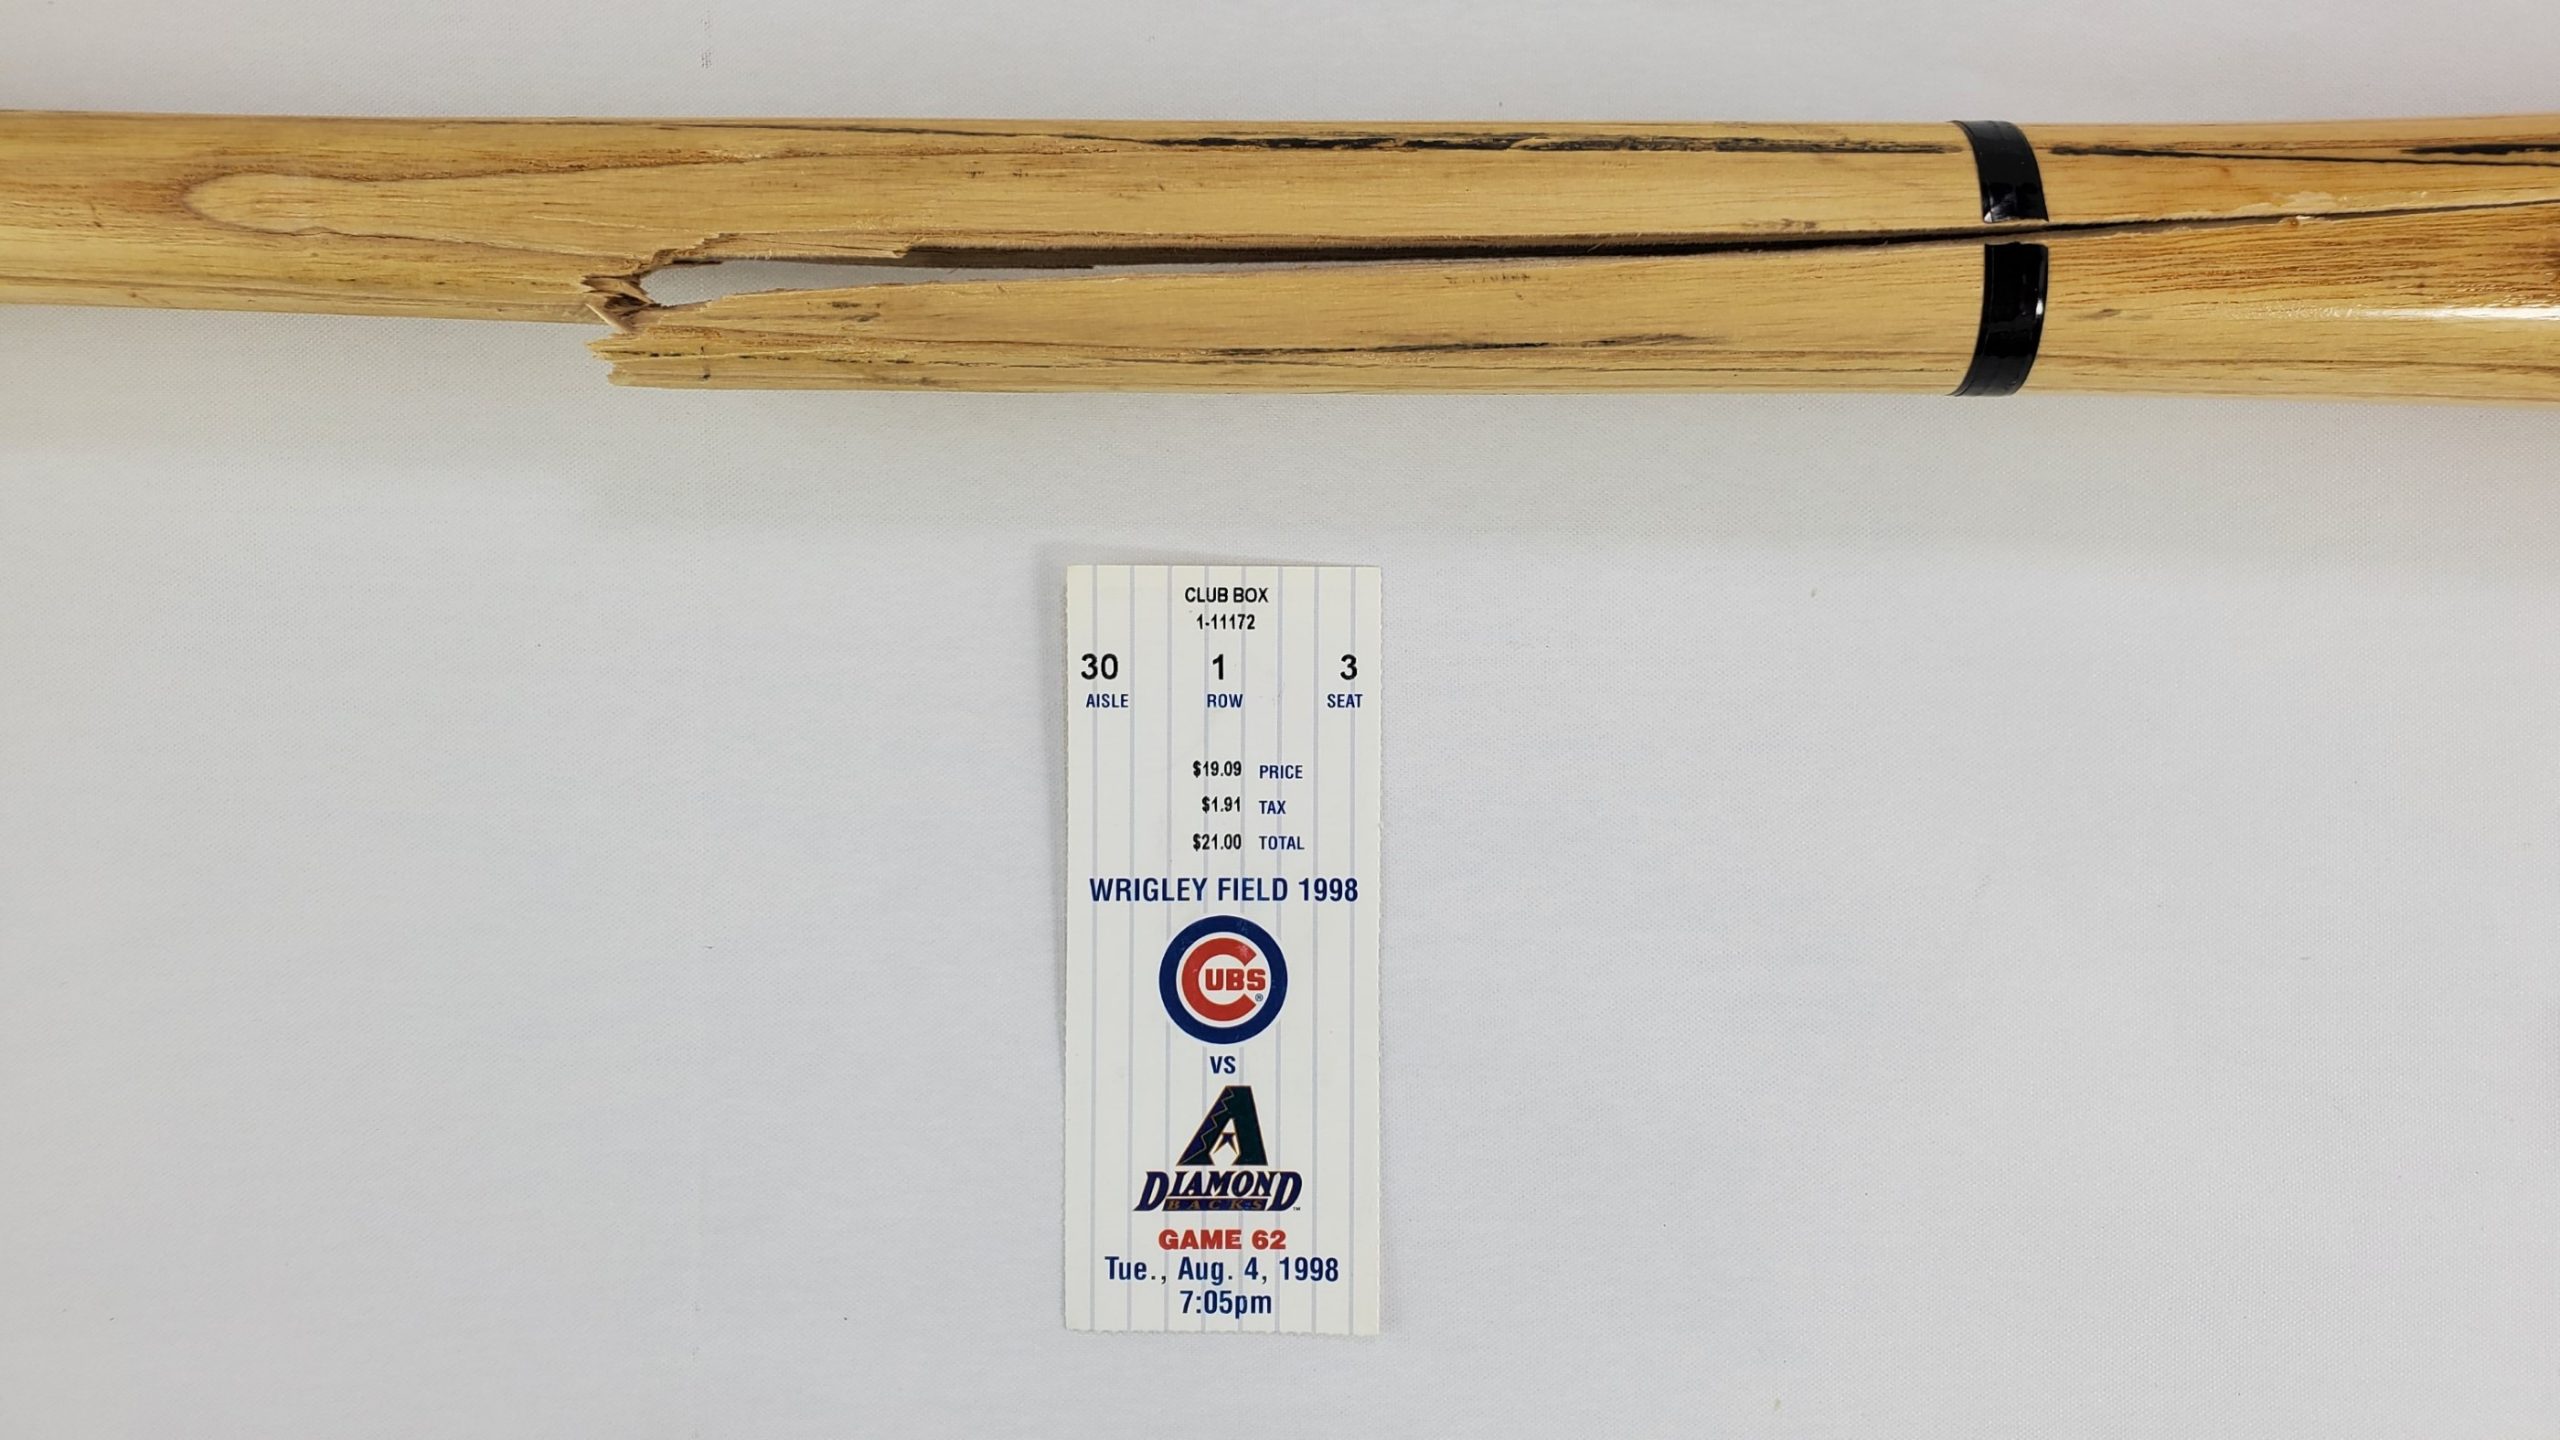 CLUB BOX
1-11172
30 1 3
AISLE ROW SEAT
$19.09 PRICE
$1.91 TAX
$21.00 TOTAL
WRIGLEY FIELD 1998
CUBS®
VS
A
DIAMOND
BACKS™
GAME 62
Tue., Aug. 4, 1998
7:05pm